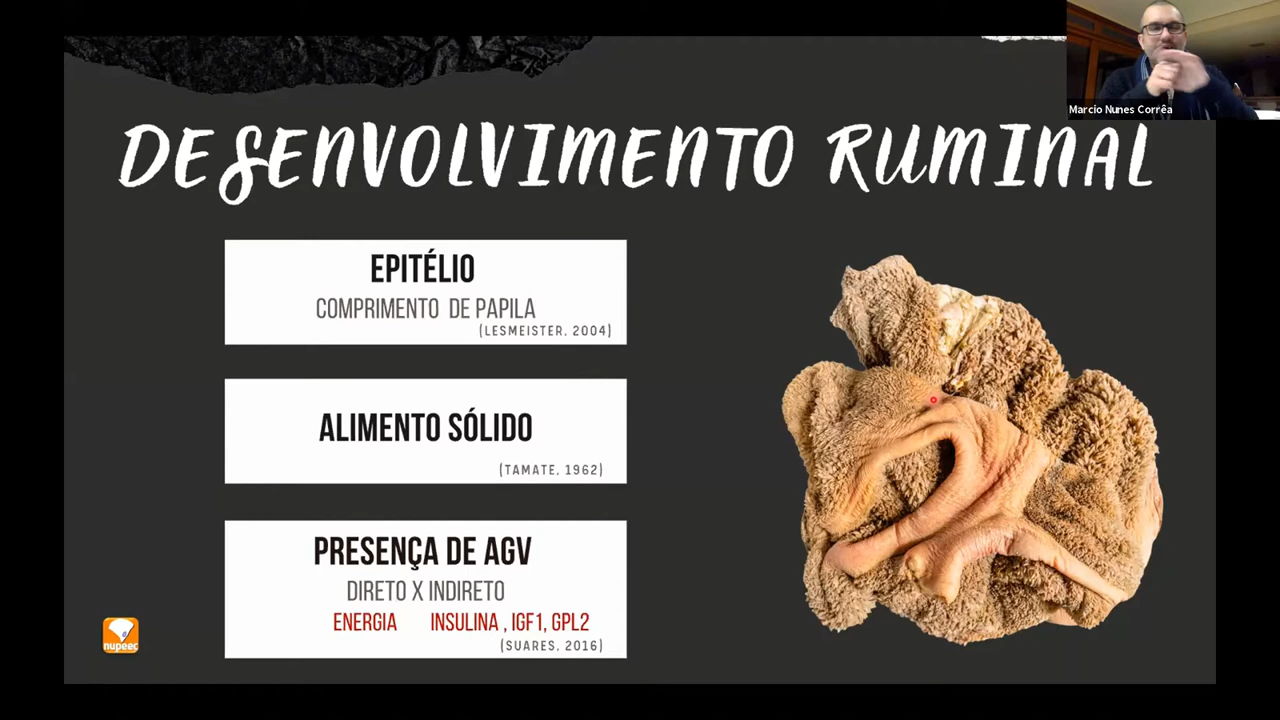 Marcio Nunes Corrêa
DESENVOLVIMENTO RUMINAL
EPITÉLIO
COMPRIMENTO DE PAPILA
(LESMEISTER, 2004)
ALIMENTO SÓLIDO
(TAMATE, 1962)
PRESENÇA DE AGV
DIRETO X INDIRETO
ENERGIA INSULINA , IGF1, GPL2
(SUARES, 2016)
nupeec